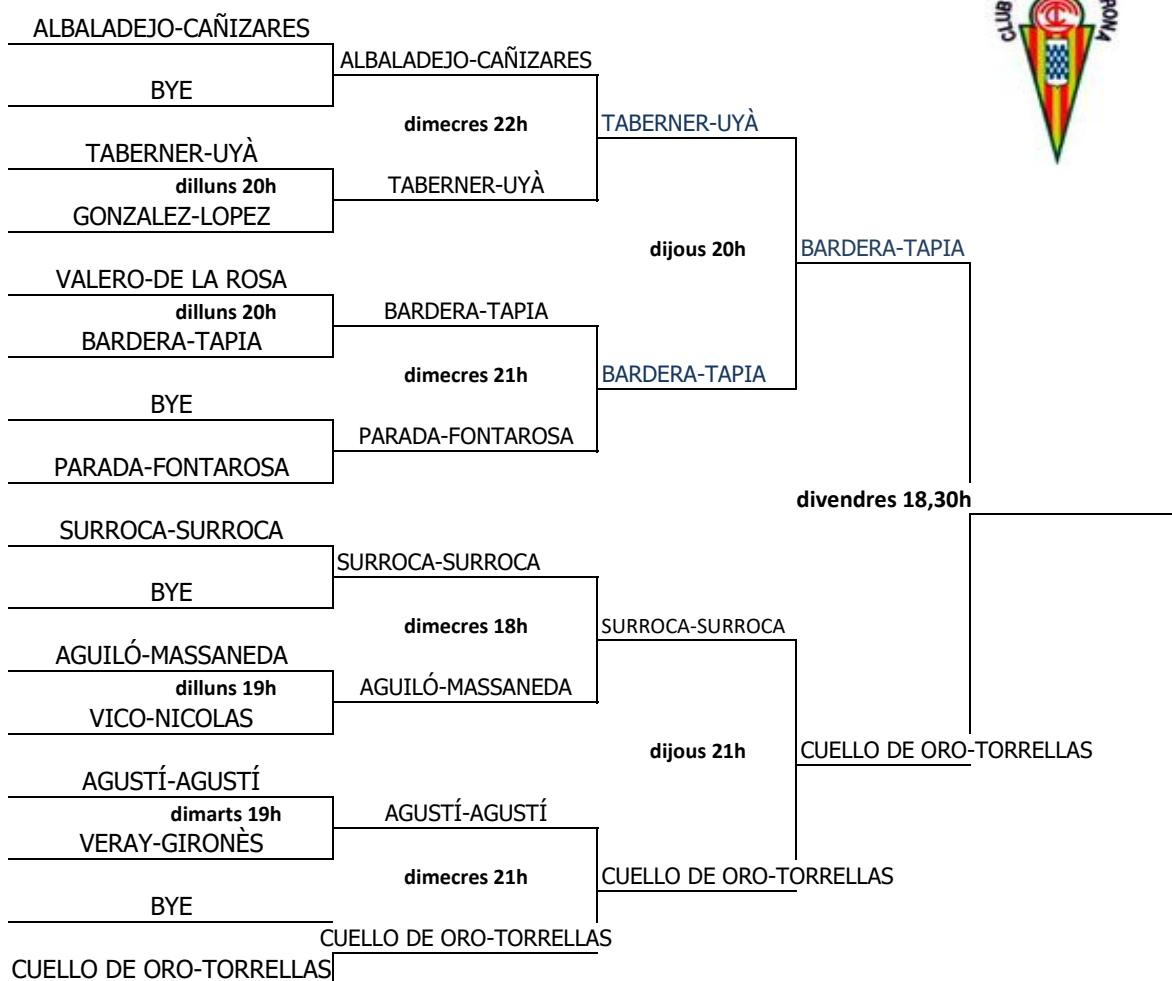 CLUB
RONA
ALBALADEJO-CAÑIZARES
ALBALADEJO-CAÑIZARES
BYE
dimecres 22h
TABERNER-UYÀ
TABERNER-UYÀ
dilluns 20h
TABERNER-UYÀ
GONZALEZ-LOPEZ
dijous 20h
BARDERA-TAPIA
VALERO-DE LA ROSA
dilluns 20h
BARDERA-TAPIA
BARDERA-TAPIA
dimecres 21h
BARDERA-TAPIA
BYE
PARADA-FONTAROSA
PARADA-FONTAROSA
divendres 18,30h
SURROCA-SURROCA
SURROCA-SURROCA
BYE
dimecres 18h
SURROCA-SURROCA
AGUILÓ-MASSANEDA
dilluns 19h
AGUILÓ-MASSANEDA
VICO-NICOLAS
dijous 21h
CUELLO DE ORO-TORRELLAS
AGUSTÍ-AGUSTÍ
dimarts 19h
AGUSTÍ-AGUSTÍ
VERAY-GIRONÈS
dimecres 21h
CUELLO DE ORO-TORRELLAS
BYE
CUELLO DE ORO-TORRELLAS
CUELLO DE ORO-TORRELLAS